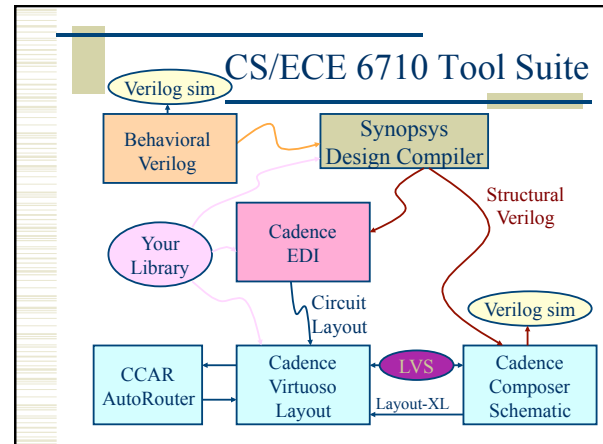 CS/ECE 6710 Tool Suite
Verilog sim
Behavioral
Verilog
Synopsys
Design Compiler
Structural
Verilog
Your
Library
Cadence
EDI
Circuit
Layout
Verilog sim
CCAR
AutoRouter
Cadence
Virtuoso
Layout
LVS
Layout-XL
Cadence
Composer
Schematic